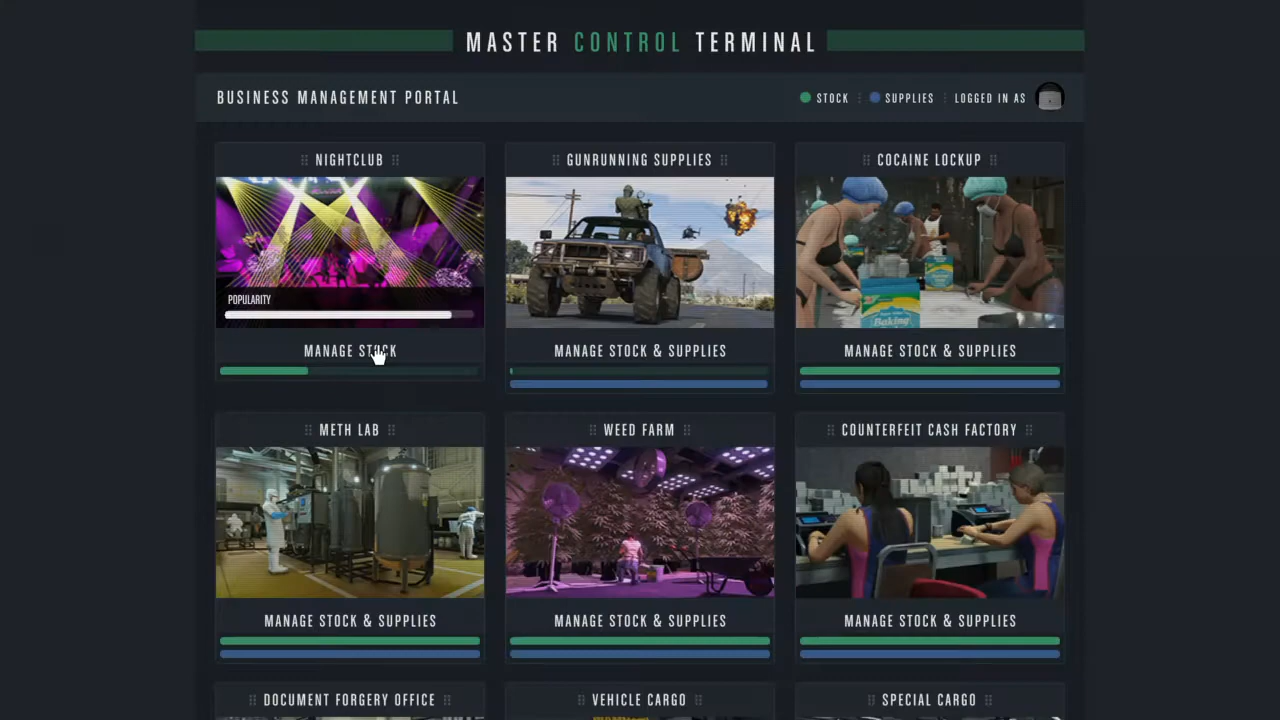 MASTER CONTROL TERMINAL
BUSINESS MANAGEMENT PORTAL
STOCK
SUPPLIES
LOGGED IN AS
NIGHTCLUB
GUNRUNNING SUPPLIES
COCAINE LOCKUP
POPULARITY
Baking
MANAGE STOCK
MANAGE STOCK & SUPPLIES
MANAGE STOCK & SUPPLIES
METH LAB
WEED FARM
COUNTERFEIT CASH FACTORY
MANAGE STOCK & SUPPLIES
MANAGE STOCK & SUPPLIES
MANAGE STOCK & SUPPLIES
DOCUMENT FORGERY OFFICE
VEHICLE CARGO
SPECIAL CARGO